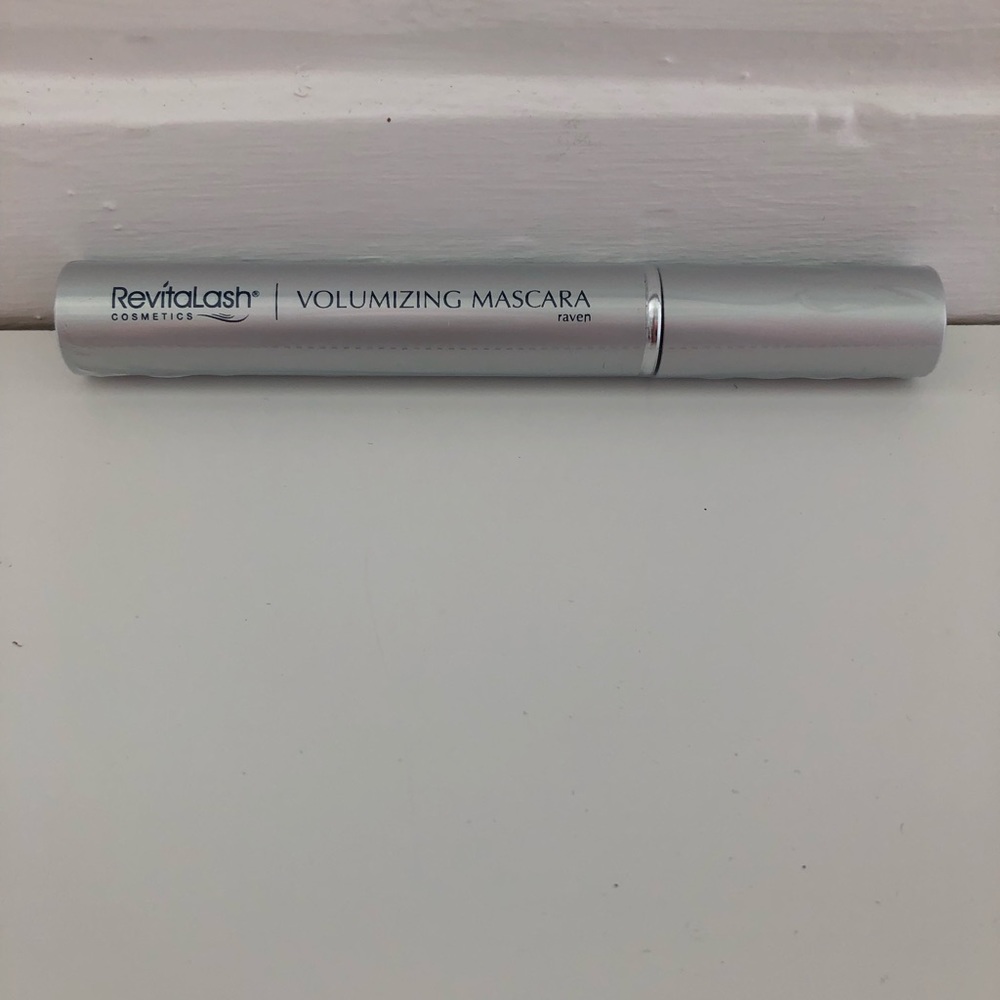 RevitaLash® | VOLUMIZING MASCARA
COSMETICS raven